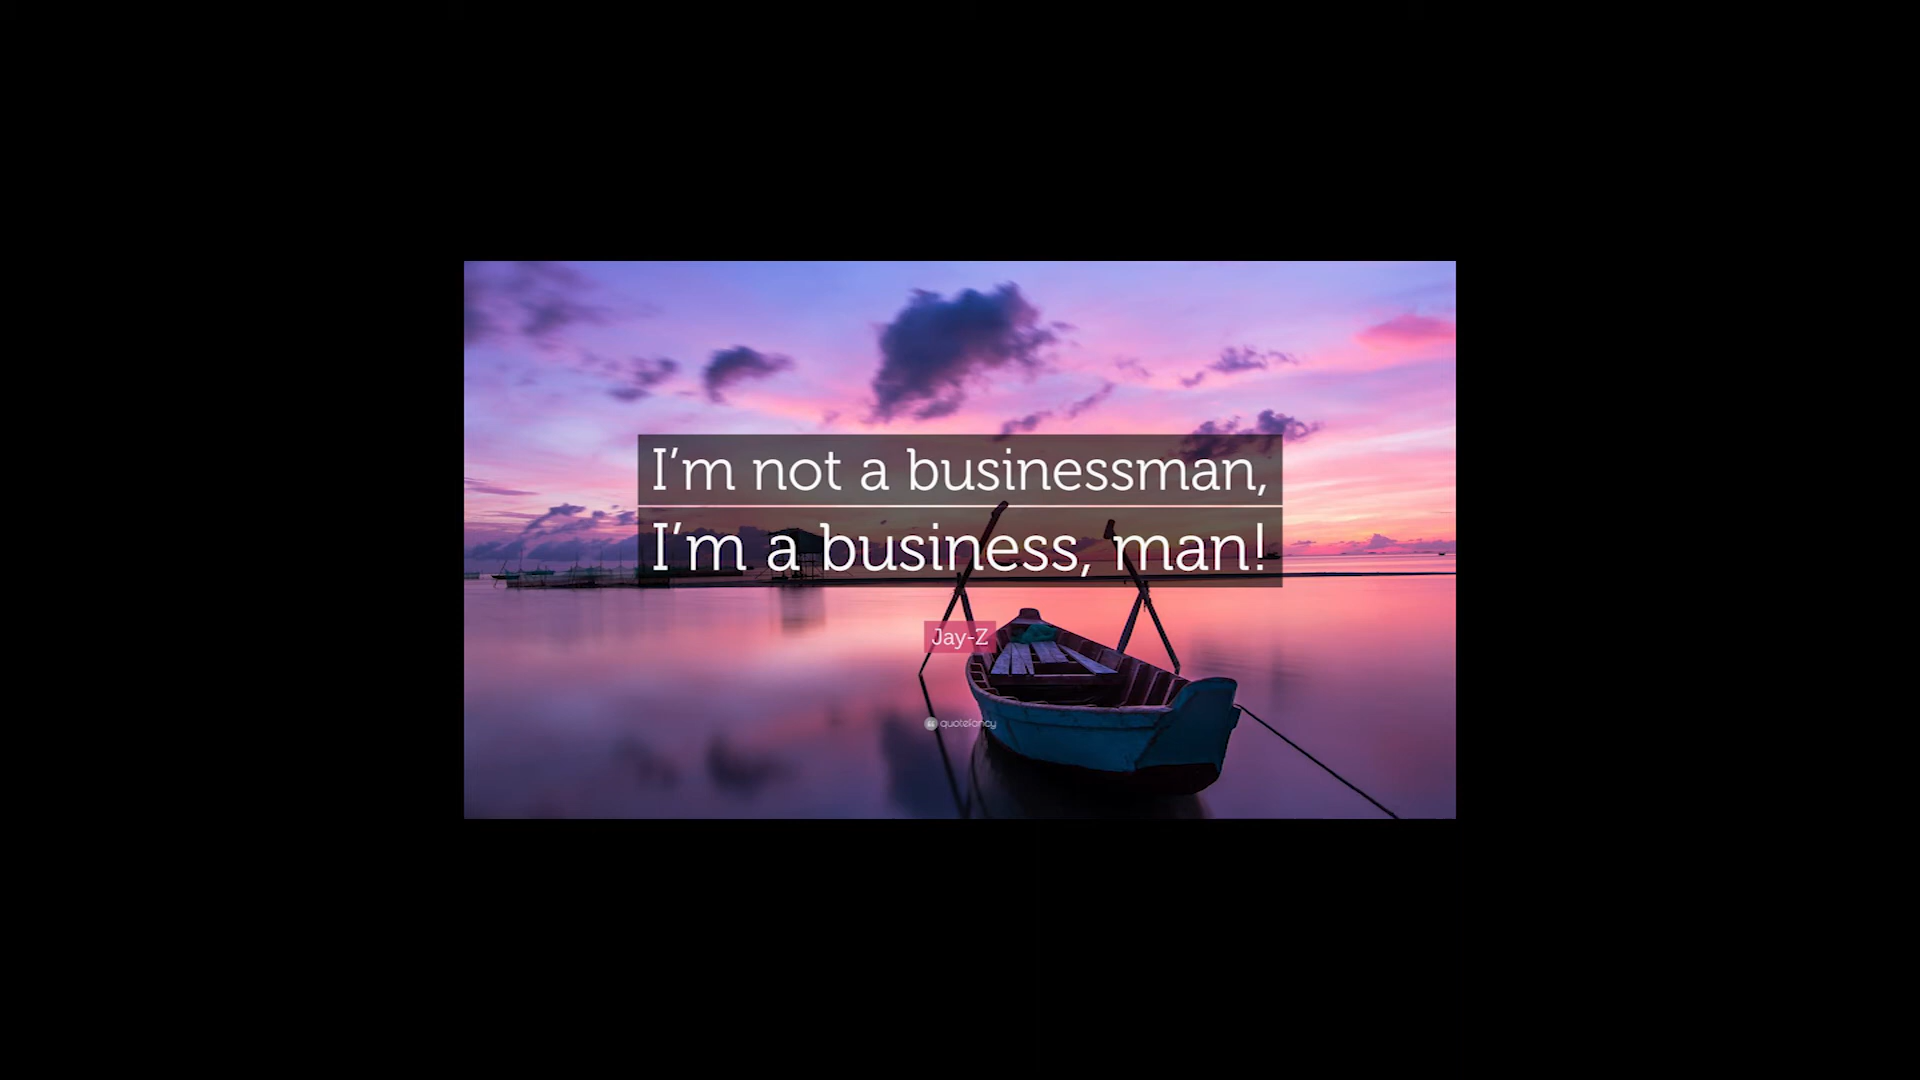 I’m not a businessman,
I’m a business, man!
Jay-Z
quotefancy